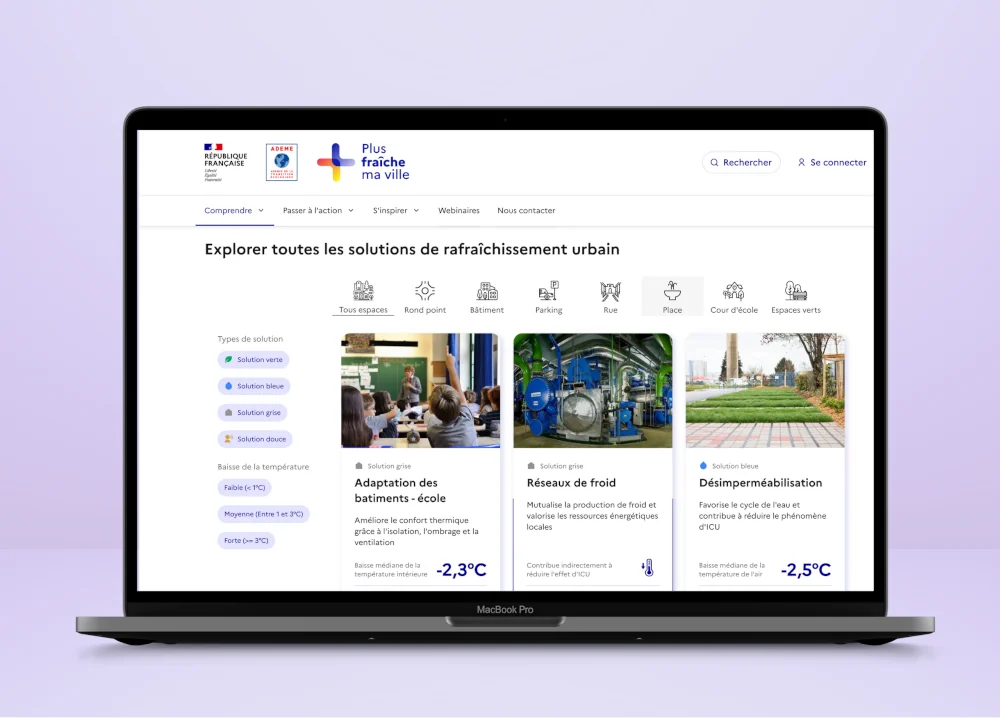 RÉPUBLIQUE
FRANÇAISE
Liberté
Égalité
Fraternité
ADEME
AGENCE DE LA
TRANSITION
ÉCOLOGIQUE
Plus
fraîche
ma ville
Rechercher
Se connecter
Comprendre
Passer à l'action
S'inspirer
Webinaires
Nous contacter
Explorer toutes les solutions de rafraîchissement urbain
Tous espaces
Rond point
Bâtiment
Parking
Rue
Place
Cour d'école
Espaces verts
Types de solution
Solution verte
Solution bleue
Solution grise
Solution douce
Baisse de la température
Faible (< 1°C)
Moyenne (Entre 1 et 3°C)
Forte (>= 3°C)
Solution grise
Adaptation des
batiments - école
Améliore le confort thermique
grâce à l'isolation, l'ombrage et la
ventilation
Baisse médiane de la
température intérieure
-2,3°C
Solution grise
Réseaux de froid
Mutualise la production de froid et
valorise les ressources énergétiques
locales
Contribue indirectement à
réduire l'effet d'ICU
Solution bleue
Désimperméabilisation
Favorise le cycle de l'eau et
contribue à réduire le phénomène
d'ICU
Baisse médiane de la
température de l'air
-2,5°C
MacBook Pro